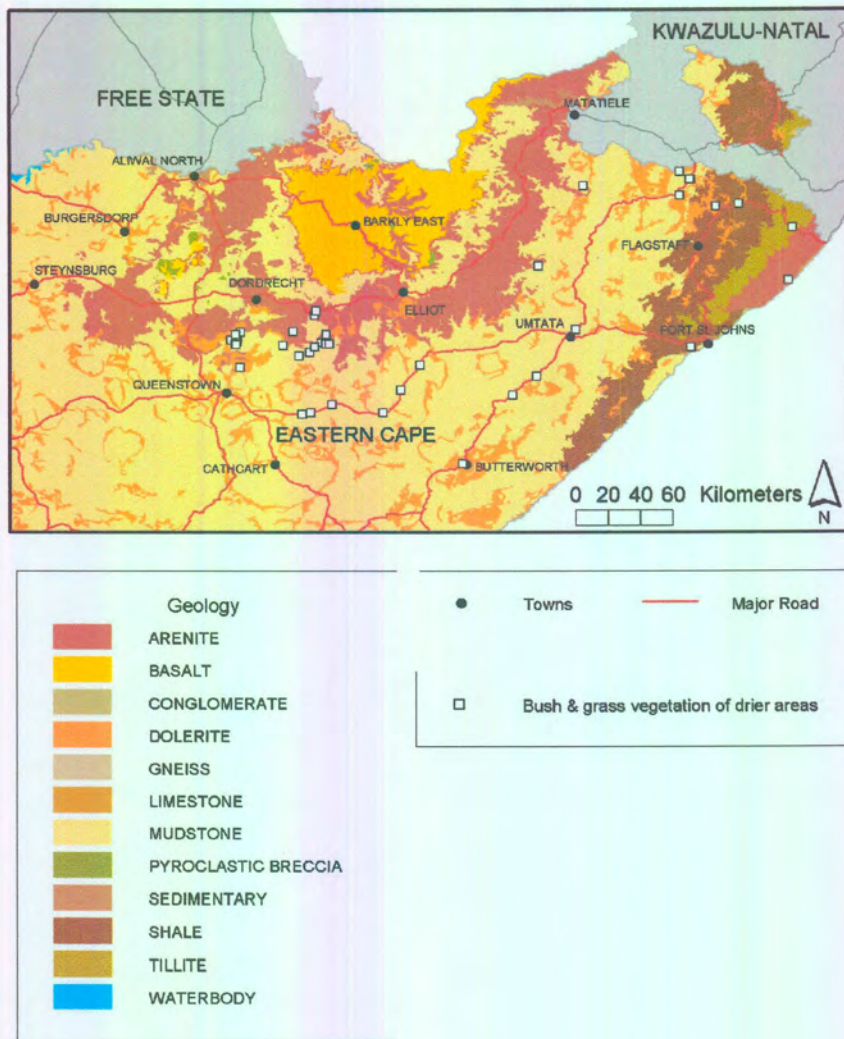 KWAZULU-NATAL
FREE STATE
MATATIELE
ALIWAL NORTH
BURGERSDORP
BARKLY EAST
FLAGSTAFF
STEYNSBURG
DORDRECHT
ELLIOT
UMTATA
PORT ST JOHNS
QUEENSTOWN
EASTERN CAPE
CATHCART
BUTTERWORTH
0 20 40 60 Kilometers
N
Geology
ARENITE
BASALT
CONGLOMERATE
DOLERITE
GNEISS
LIMESTONE
MUDSTONE
PYROCLASTIC BRECCIA
SEDIMENTARY
SHALE
TILLITE
WATERBODY
Towns
Major Road
Bush & grass vegetation of drier areas